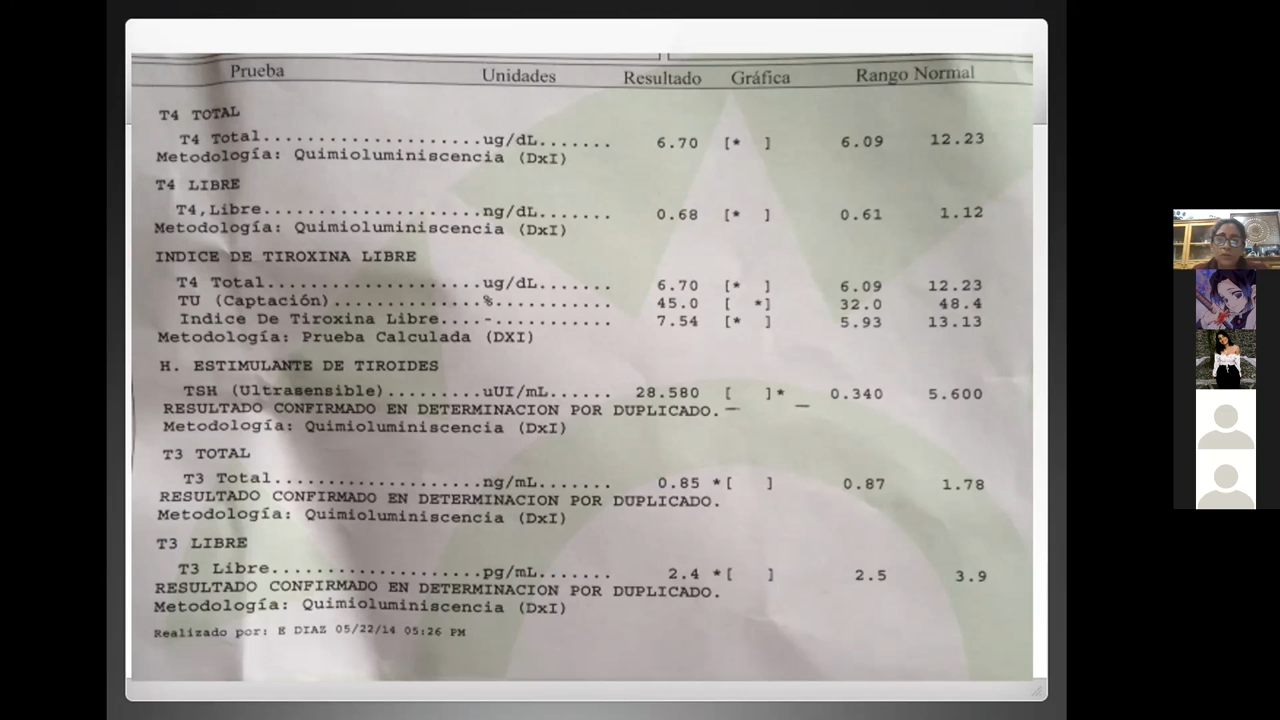 Prueba Unidades Resultado Gráfica Rango Normal
T4 TOTAL
T4 Total.....................ug/dL....... 6.70 [* ] 6.09 12.23
Metodología: Quimioluminiscencia (DxI)
T4 LIBRE
T4,Libre.....................ng/dL....... 0.68 [* ] 0.61 1.12
Metodología: Quimioluminiscencia (DxI)
INDICE DE TIROXINA LIBRE
T4 Total.....................ug/dL....... 6.70 [* ] 6.09 12.23
TU (Captación)..............%........... 45.0 [ *] 32.0 48.4
Indice De Tiroxina Libre....-........... 7.54 [* ] 5.93 13.13
Metodología: Prueba Calculada (DXI)
H. ESTIMULANTE DE TIROIDES
TSH (Ultrasensible).........uUI/mL...... 28.580 [ ]* 0.340 5.600
RESULTADO CONFIRMADO EN DETERMINACION POR DUPLICADO.
Metodología: Quimioluminiscencia (DxI)
T3 TOTAL
T3 Total....................ng/mL....... 0.85 *[ ] 0.87 1.78
RESULTADO CONFIRMADO EN DETERMINACION POR DUPLICADO.
Metodología: Quimioluminiscencia (DxI)
T3 LIBRE
T3 Libre....................pg/mL....... 2.4 *[ ] 2.5 3.9
RESULTADO CONFIRMADO EN DETERMINACION POR DUPLICADO.
Metodología: Quimioluminiscencia (DxI)
Realizado por: E DIAZ 05/22/14 05:26 PM